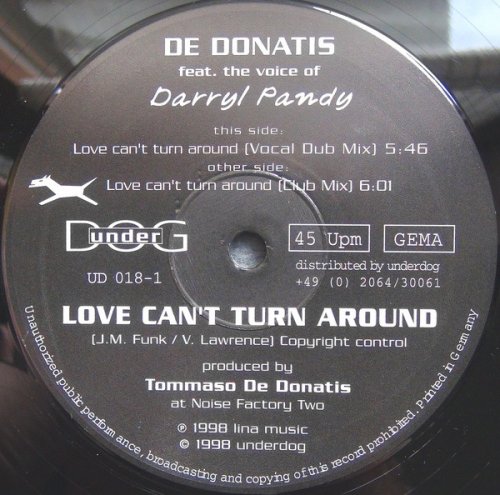 DE DONATIS
feat. the voice of
Darryl Pandy
this side:
Love can't turn around (Vocal Dub Mix) 5:46
other side:
Love can't turn around (Club Mix) 6:01
DOG
under
45 Upm
GEMA
UD 018-1
distributed by underdog
+49 (0) 2064/30061
LOVE CAN'T TURN AROUND
(J.M. Funk / V. Lawrence) Copyright control
produced by
Tommaso De Donatis
at Noise Factory Two
℗ 1998 lina music
© 1998 underdog
Unauthorized public performance, broadcasting and copying of this record prohibited. Printed in Germany